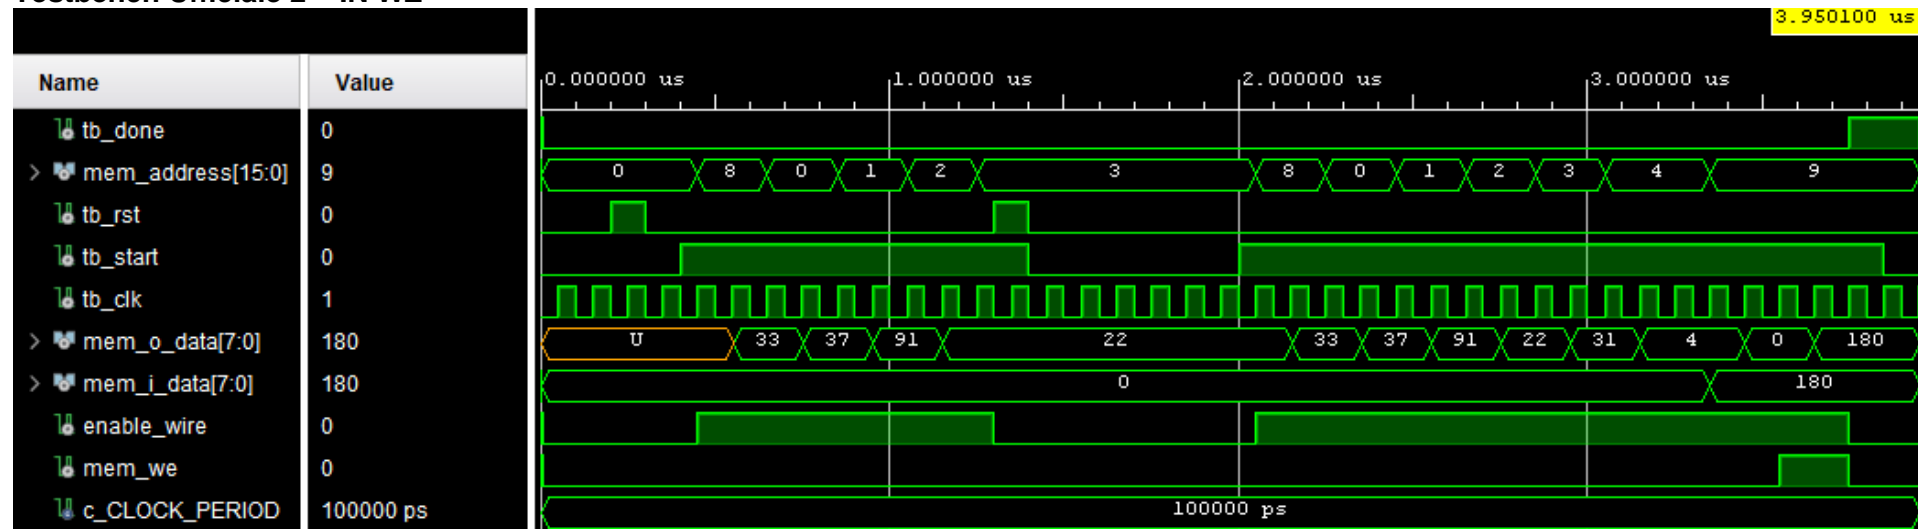 3.950100 us
Name Value 0.000000 us 1.000000 us 2.000000 us 3.000000 us
tb_done 0
mem_address[15:0] 9 0 8 0 1 2 3 8 0 1 2 3 4 9
tb_rst 0
tb_start 0
tb_clk 1
mem_o_data[7:0] 180 U 33 37 91 22 33 37 91 22 31 4 0 180
mem_i_data[7:0] 180 0 180
enable_wire 0
mem_we 0
c_CLOCK_PERIOD 100000 ps 100000 ps